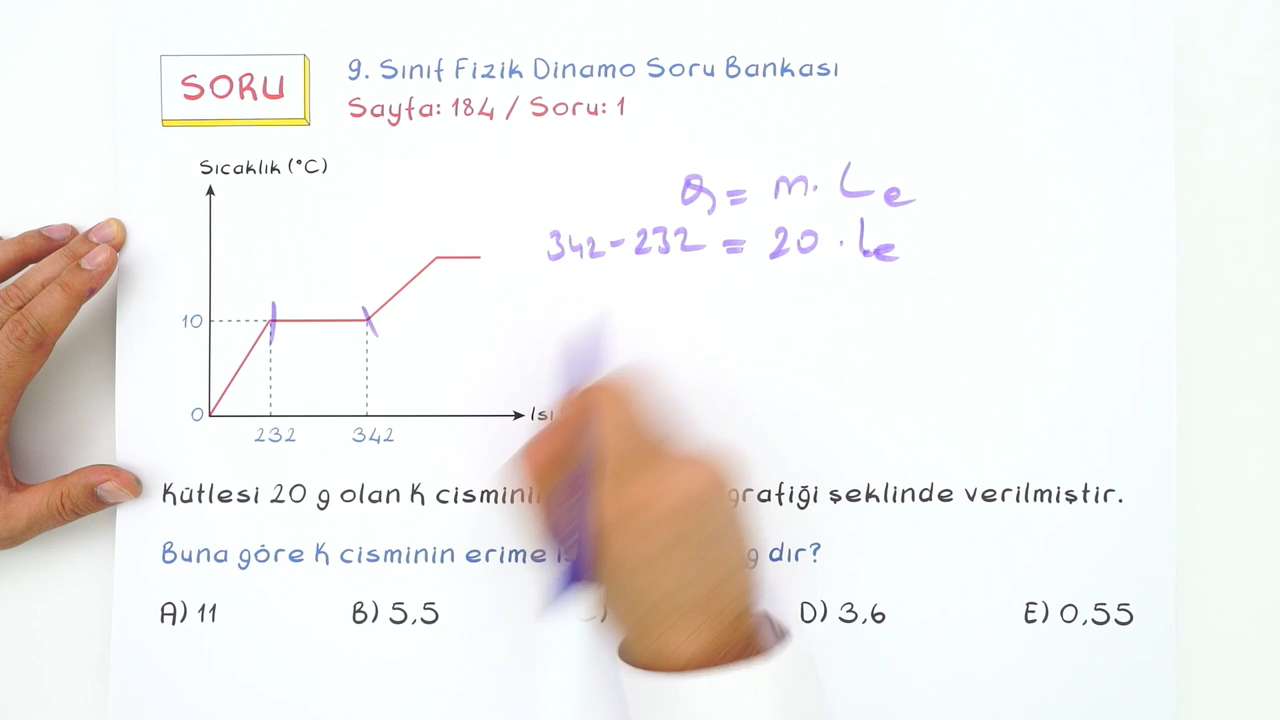 SORU
9. Sınıf Fizik Dinamo Soru Bankası
Sayfa: 184 / Soru: 1
Sıcaklık (°C)
Q = m. Le
342-232 = 20 . Le
10
0
Isı
232 342
Kütlesi 20 g olan K grafiği şeklinde verilmiştir.
Buna göre K cisminin erime dır?
A) 11 B) 5,5 D) 3,6 E) 0,55